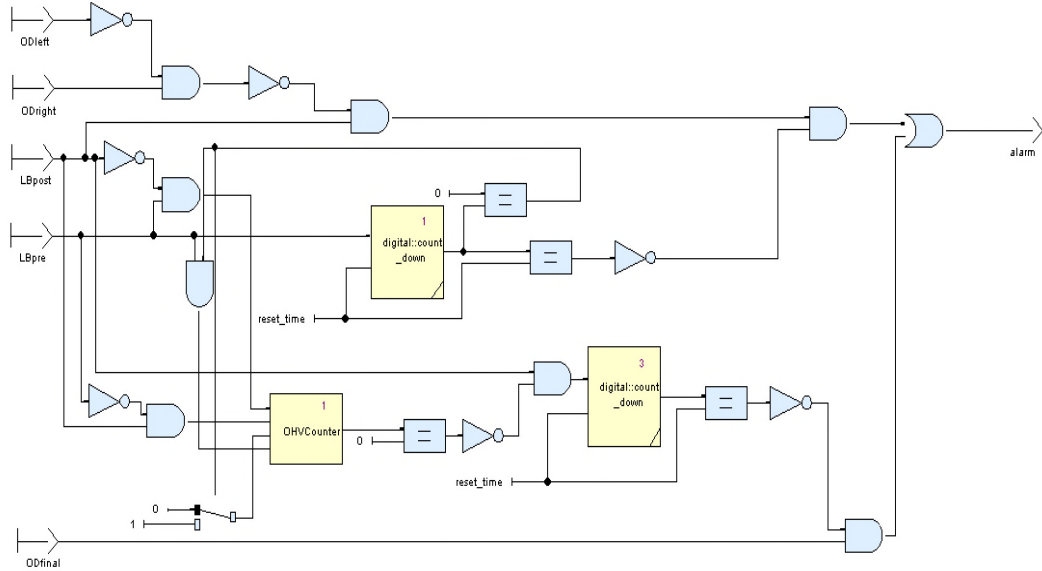 ODleft
ODright
LBpost
LBpre
alarm
0
=
1
digital::count
_down
=
reset_time
3
digital::count
_down
=
1
OHVCounter
0
=
reset_time
0
1
ODfinal